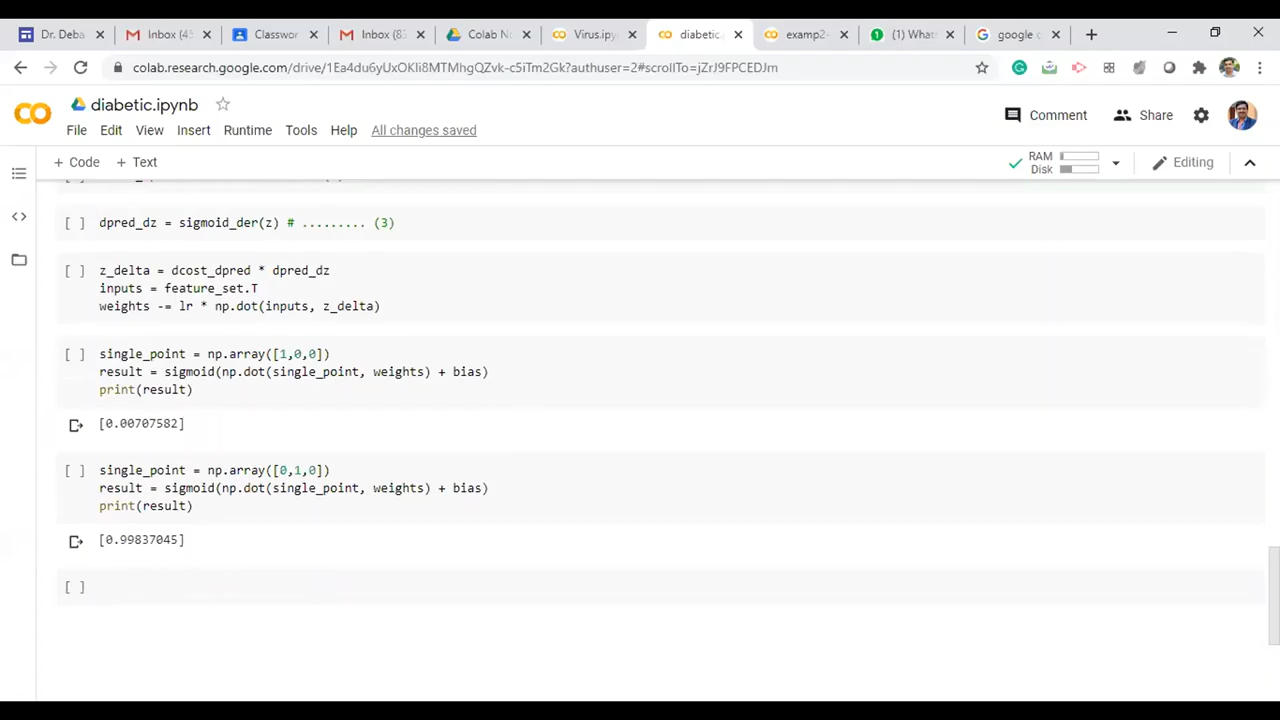 Dr. Deba
Inbox (45
Classwor
Inbox (82
Colab No
Virus.ipy
diabetic.
examp2-
(1) Whats
google c
colab.research.google.com/drive/1Ea4du6yUxOKIi8MTMhgQZvk-c5iTm2Gk?authuser=2#scrollTo=jZrJ9FPCEDJm
diabetic.ipynb
Comment
Share
File Edit View Insert Runtime Tools Help All changes saved
+ Code + Text
RAM
Disk
Editing
[ ] dpred_dz = sigmoid_der(z) # ......... (3)
[ ] z_delta = dcost_dpred * dpred_dz
inputs = feature_set.T
weights -= lr * np.dot(inputs, z_delta)
[ ] single_point = np.array([1,0,0])
result = sigmoid(np.dot(single_point, weights) + bias)
print(result)
[0.00707582]
[ ] single_point = np.array([0,1,0])
result = sigmoid(np.dot(single_point, weights) + bias)
print(result)
[0.99837045]
[ ]